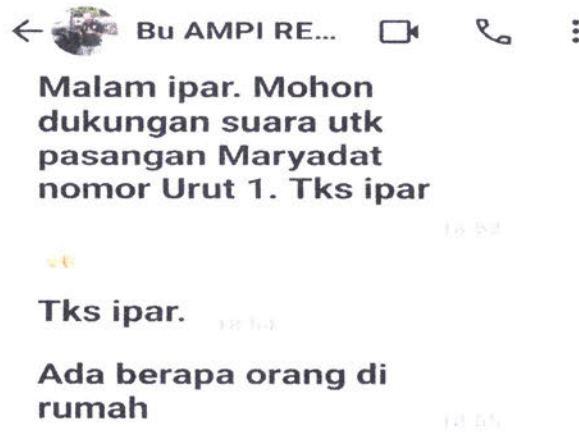 Bu AMPI RE...
Malam ipar. Mohon
dukungan suara utk
pasangan Maryadat
nomor Urut 1. Tks ipar
Tks ipar.
Ada berapa orang di
rumah